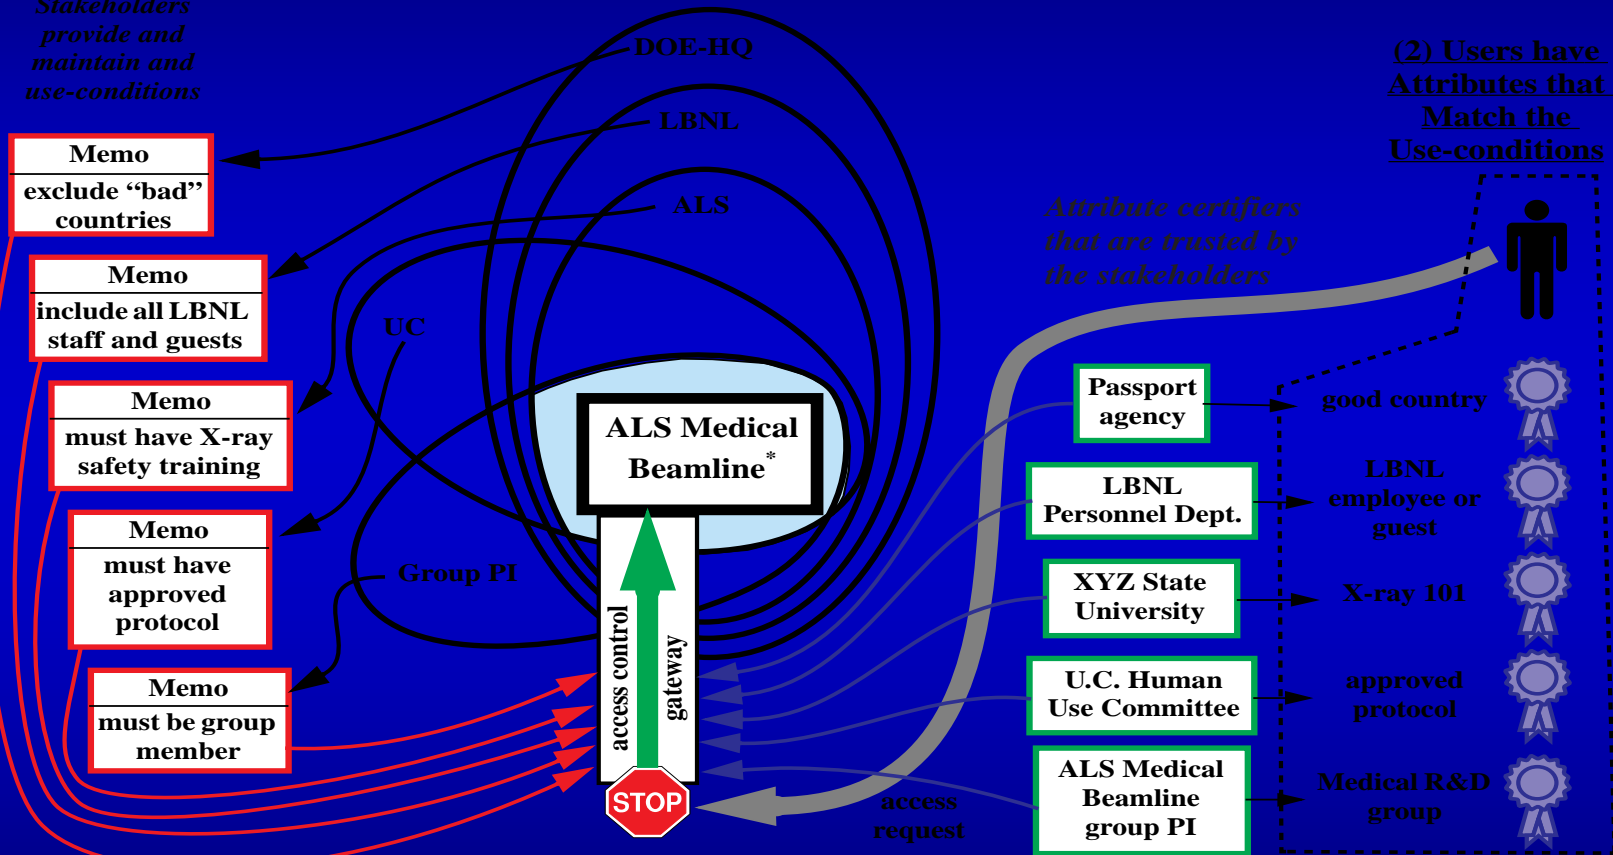 Stakeholders
provide and
maintain and
use-conditions
DOE-HQ
LBNL
ALS
UC
Group PI
Memo
exclude “bad”
countries
Memo
include all LBNL
staff and guests
Memo
must have X-ray
safety training
Memo
must have
approved
protocol
Memo
must be group
member
ALS Medical
Beamline*
access control
gateway
STOP
access
request
Attribute certifiers
that are trusted by
the stakeholders
Passport
agency
LBNL
Personnel Dept.
XYZ State
University
U.C. Human
Use Committee
ALS Medical
Beamline
group PI
(2) Users have
Attributes that
Match the
Use-conditions
good country
LBNL
employee or
guest
X-ray 101
approved
protocol
Medical R&D
group